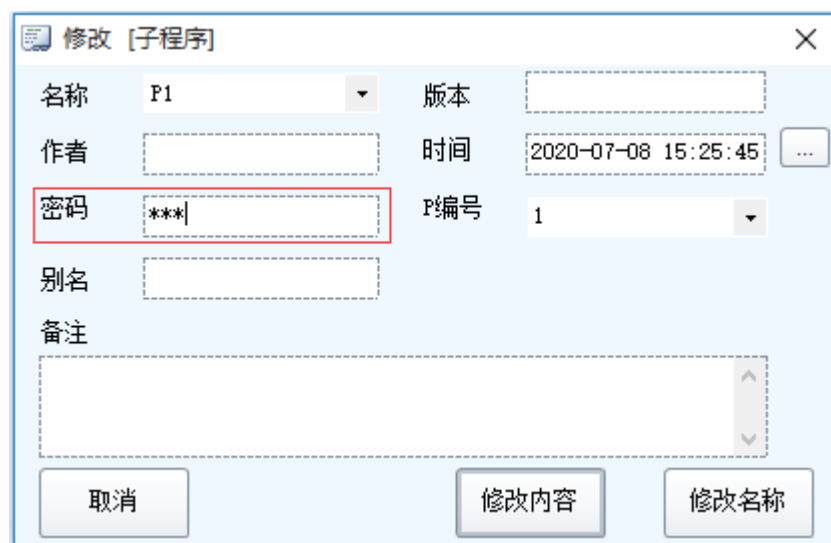 修改 [子程序]
名称 P1 版本
作者 时间 2020-07-08 15:25:45 ...
密码 *** P编号 1
别名
备注
取消 修改内容 修改名称